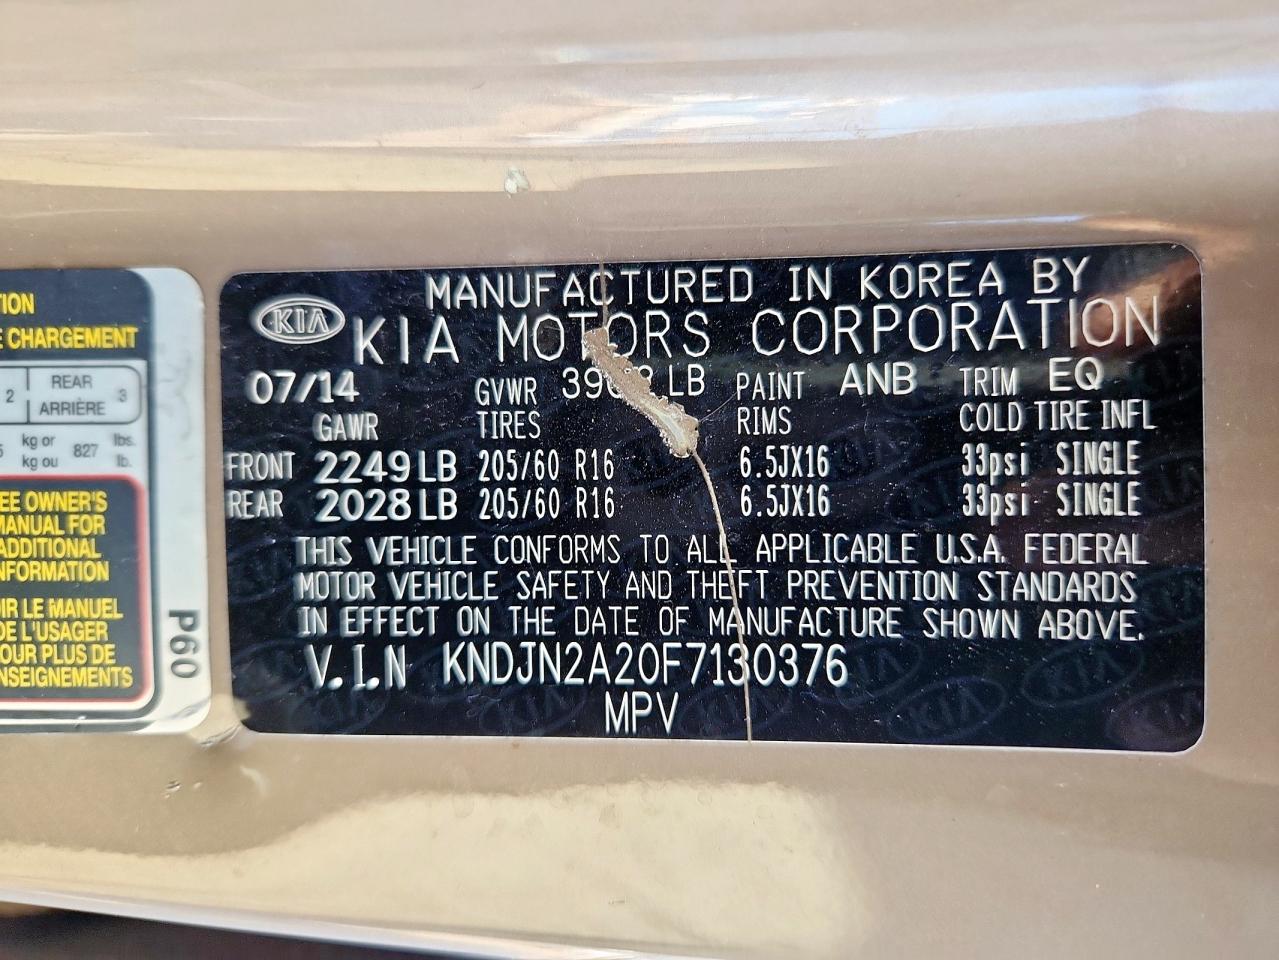 TION
E CHARGEMENT
2 REAR ARRIÈRE 3
kg or kg ou 827 lbs. lb.
EE OWNER'S
MANUAL FOR
ADDITIONAL
NFORMATION
IR LE MANUEL
DE L'USAGER
OUR PLUS DE
NSEIGNEMENTS
P60
MANUFACTURED IN KOREA BY
KIA KIA MOTORS CORPORATION
07/14 GVWR LB PAINT ANB TRIM EQ
GAWR TIRES RIMS COLD TIRE INFL
FRONT 2249LB 205/60 R16 6.5JX16 33psi SINGLE
REAR 2028LB 205/60 R16 6.5JX16 33psi SINGLE
THIS VEHICLE CONFORMS TO ALL APPLICABLE U.S.A. FEDERAL
MOTOR VEHICLE SAFETY AND THEFT PREVENTION STANDARDS
IN EFFECT ON THE DATE OF MANUFACTURE SHOWN ABOVE.
V.I.N KNDJN2A20F7130376
MPV